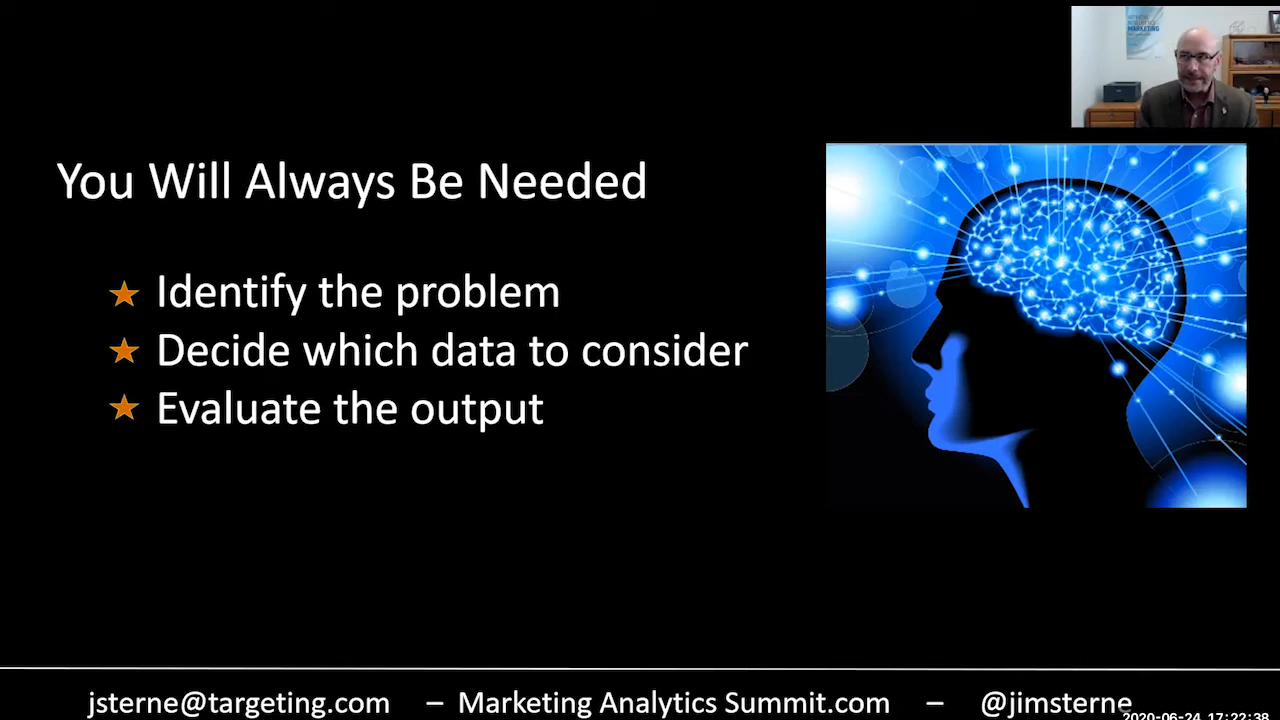 MARKETING
You Will Always Be Needed
Identify the problem
Decide which data to consider
Evaluate the output
jsterne@targeting.com – Marketing Analytics Summit.com – @jimsterne
2020-06-24 17:22:38